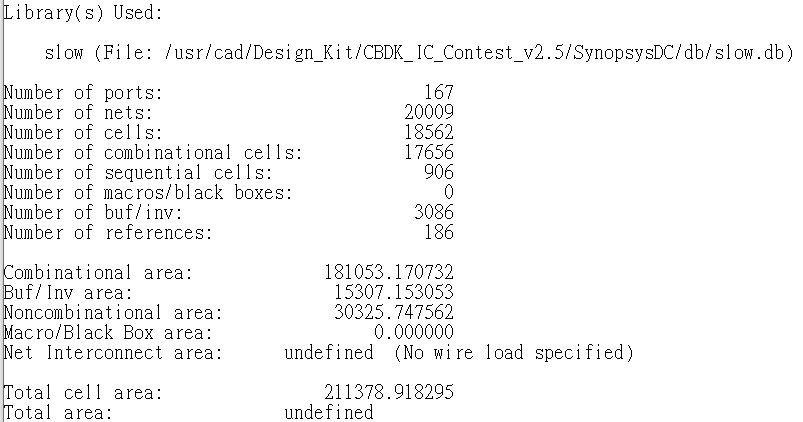 Library(s) Used:
slow (File: /usr/cad/Design_Kit/CBDK_IC_Contest_v2.5/SynopsysDC/db/slow.db)
Number of ports: 167
Number of nets: 20009
Number of cells: 18562
Number of combinational cells: 17656
Number of sequential cells: 906
Number of macros/black boxes: 0
Number of buf/inv: 3086
Number of references: 186
Combinational area: 181053.170732
Buf/Inv area: 15307.153053
Noncombinational area: 30325.747562
Macro/Black Box area: 0.000000
Net Interconnect area: undefined (No wire load specified)
Total cell area: 211378.918295
Total area: undefined